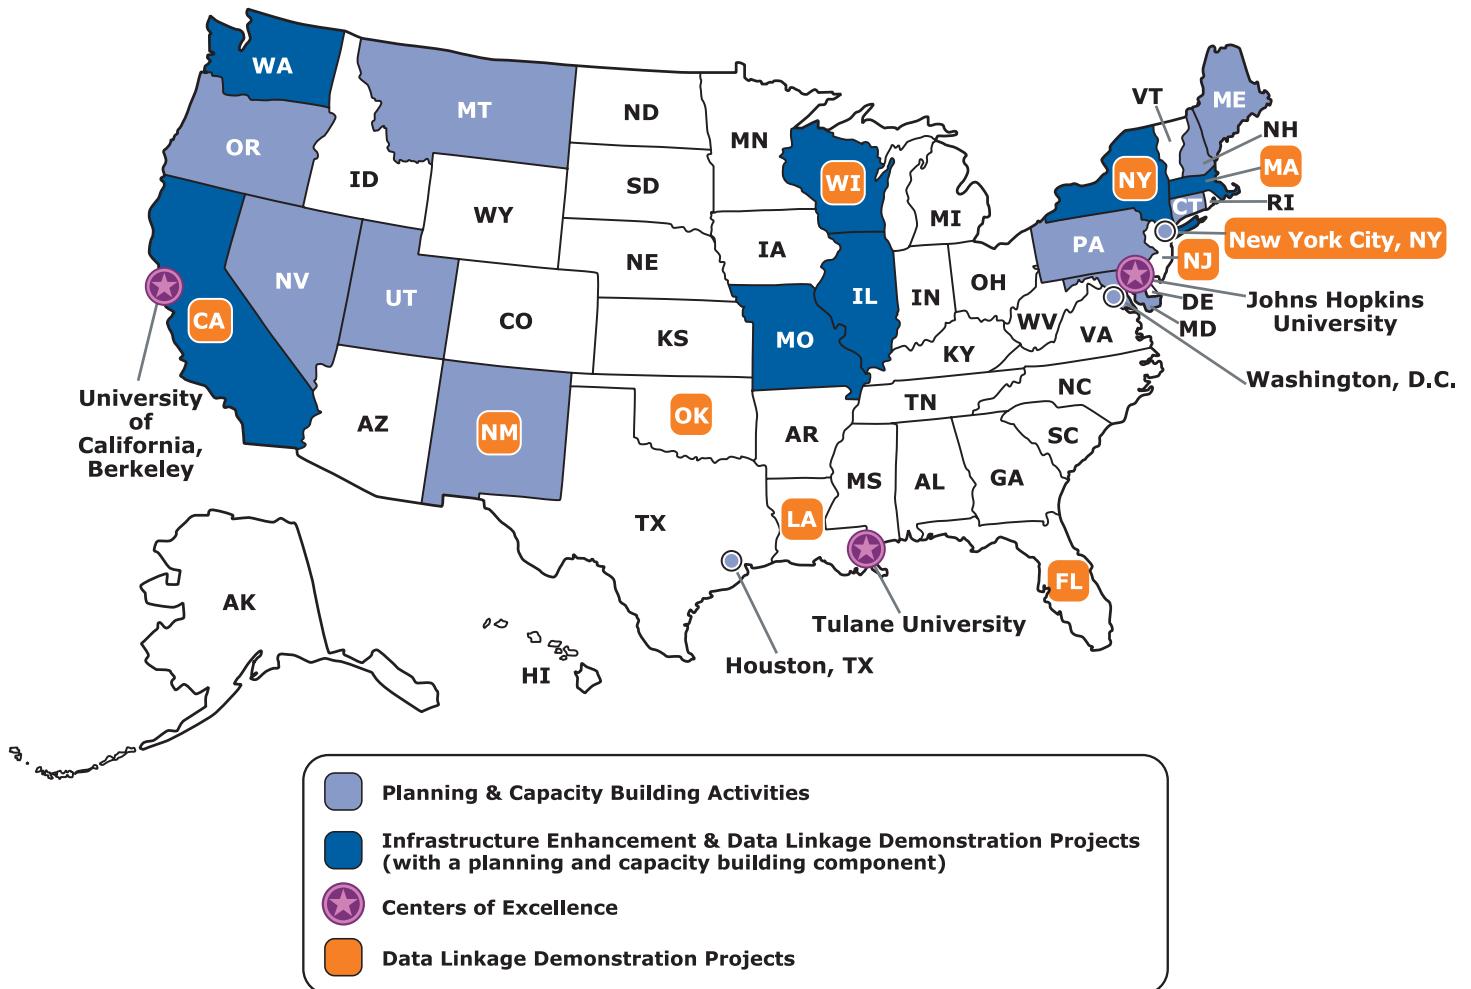 WA
MT
ND
MN
VT
ME
OR
NH
ID
SD
WI
NY
MA
WY
MI
CT
RI
IA
PA
New York City, NY
NE
NJ
NV
UT
IL
IN
OH
DE
Johns Hopkins
University
CA
CO
KS
MO
WV
VA
MD
KY
Washington, D.C.
University
of
California,
Berkeley
AZ
NM
OK
AR
TN
NC
SC
MS
AL
GA
TX
LA
FL
AK
Tulane University
HI
Houston, TX
Planning & Capacity Building Activities
Infrastructure Enhancement & Data Linkage Demonstration Projects
(with a planning and capacity building component)
Centers of Excellence
Data Linkage Demonstration Projects